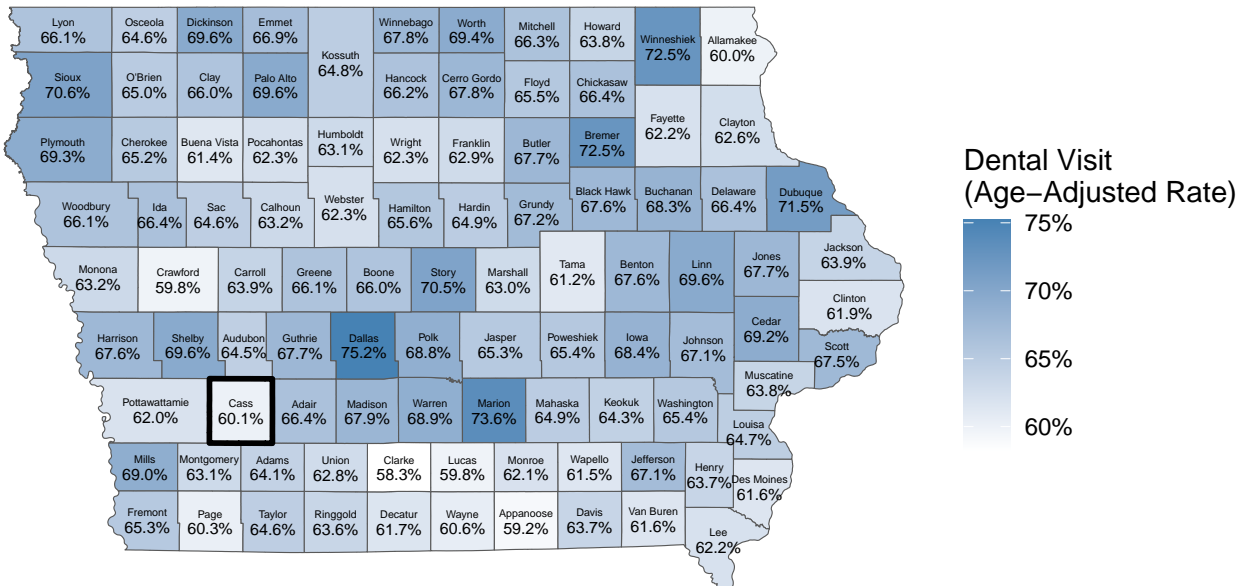 Lyon
66.1%
Osceola
64.6%
Dickinson
69.6%
Emmet
66.9%
Kossuth
64.8%
Winnebago
67.8%
Worth
69.4%
Mitchell
66.3%
Howard
63.8%
Winneshiek
72.5%
Allamakee
60.0%
Sioux
70.6%
O'Brien
65.0%
Clay
66.0%
Palo Alto
69.6%
Hancock
66.2%
Cerro Gordo
67.8%
Floyd
65.5%
Chickasaw
66.4%
Fayette
62.2%
Clayton
62.6%
Plymouth
69.3%
Cherokee
65.2%
Buena Vista
61.4%
Pocahontas
62.3%
Humboldt
63.1%
Wright
62.3%
Franklin
62.9%
Butler
67.7%
Bremer
72.5%
Woodbury
66.1%
Ida
66.4%
Sac
64.6%
Calhoun
63.2%
Webster
62.3%
Hamilton
65.6%
Hardin
64.9%
Grundy
67.2%
Black Hawk
67.6%
Buchanan
68.3%
Delaware
66.4%
Dubuque
71.5%
Monona
63.2%
Crawford
59.8%
Carroll
63.9%
Greene
66.1%
Boone
66.0%
Story
70.5%
Marshall
63.0%
Tama
61.2%
Benton
67.6%
Linn
69.6%
Jones
67.7%
Jackson
63.9%
Clinton
61.9%
Harrison
67.6%
Shelby
69.6%
Audubon
64.5%
Guthrie
67.7%
Dallas
75.2%
Polk
68.8%
Jasper
65.3%
Poweshiek
65.4%
Iowa
68.4%
Johnson
67.1%
Cedar
69.2%
Scott
67.5%
Muscatine
63.8%
Pottawattamie
62.0%
Cass
60.1%
Adair
66.4%
Madison
67.9%
Warren
68.9%
Marion
73.6%
Mahaska
64.9%
Keokuk
64.3%
Washington
65.4%
Louisa
64.7%
Mills
69.0%
Montgomery
63.1%
Adams
64.1%
Union
62.8%
Clarke
58.3%
Lucas
59.8%
Monroe
62.1%
Wapello
61.5%
Jefferson
67.1%
Henry
63.7%
Des Moines
61.6%
Fremont
65.3%
Page
60.3%
Taylor
64.6%
Ringgold
63.6%
Decatur
61.7%
Wayne
60.6%
Appanoose
59.2%
Davis
63.7%
Van Buren
61.6%
Lee
62.2%
Dental Visit
(Age−Adjusted Rate)
75%
70%
65%
60%